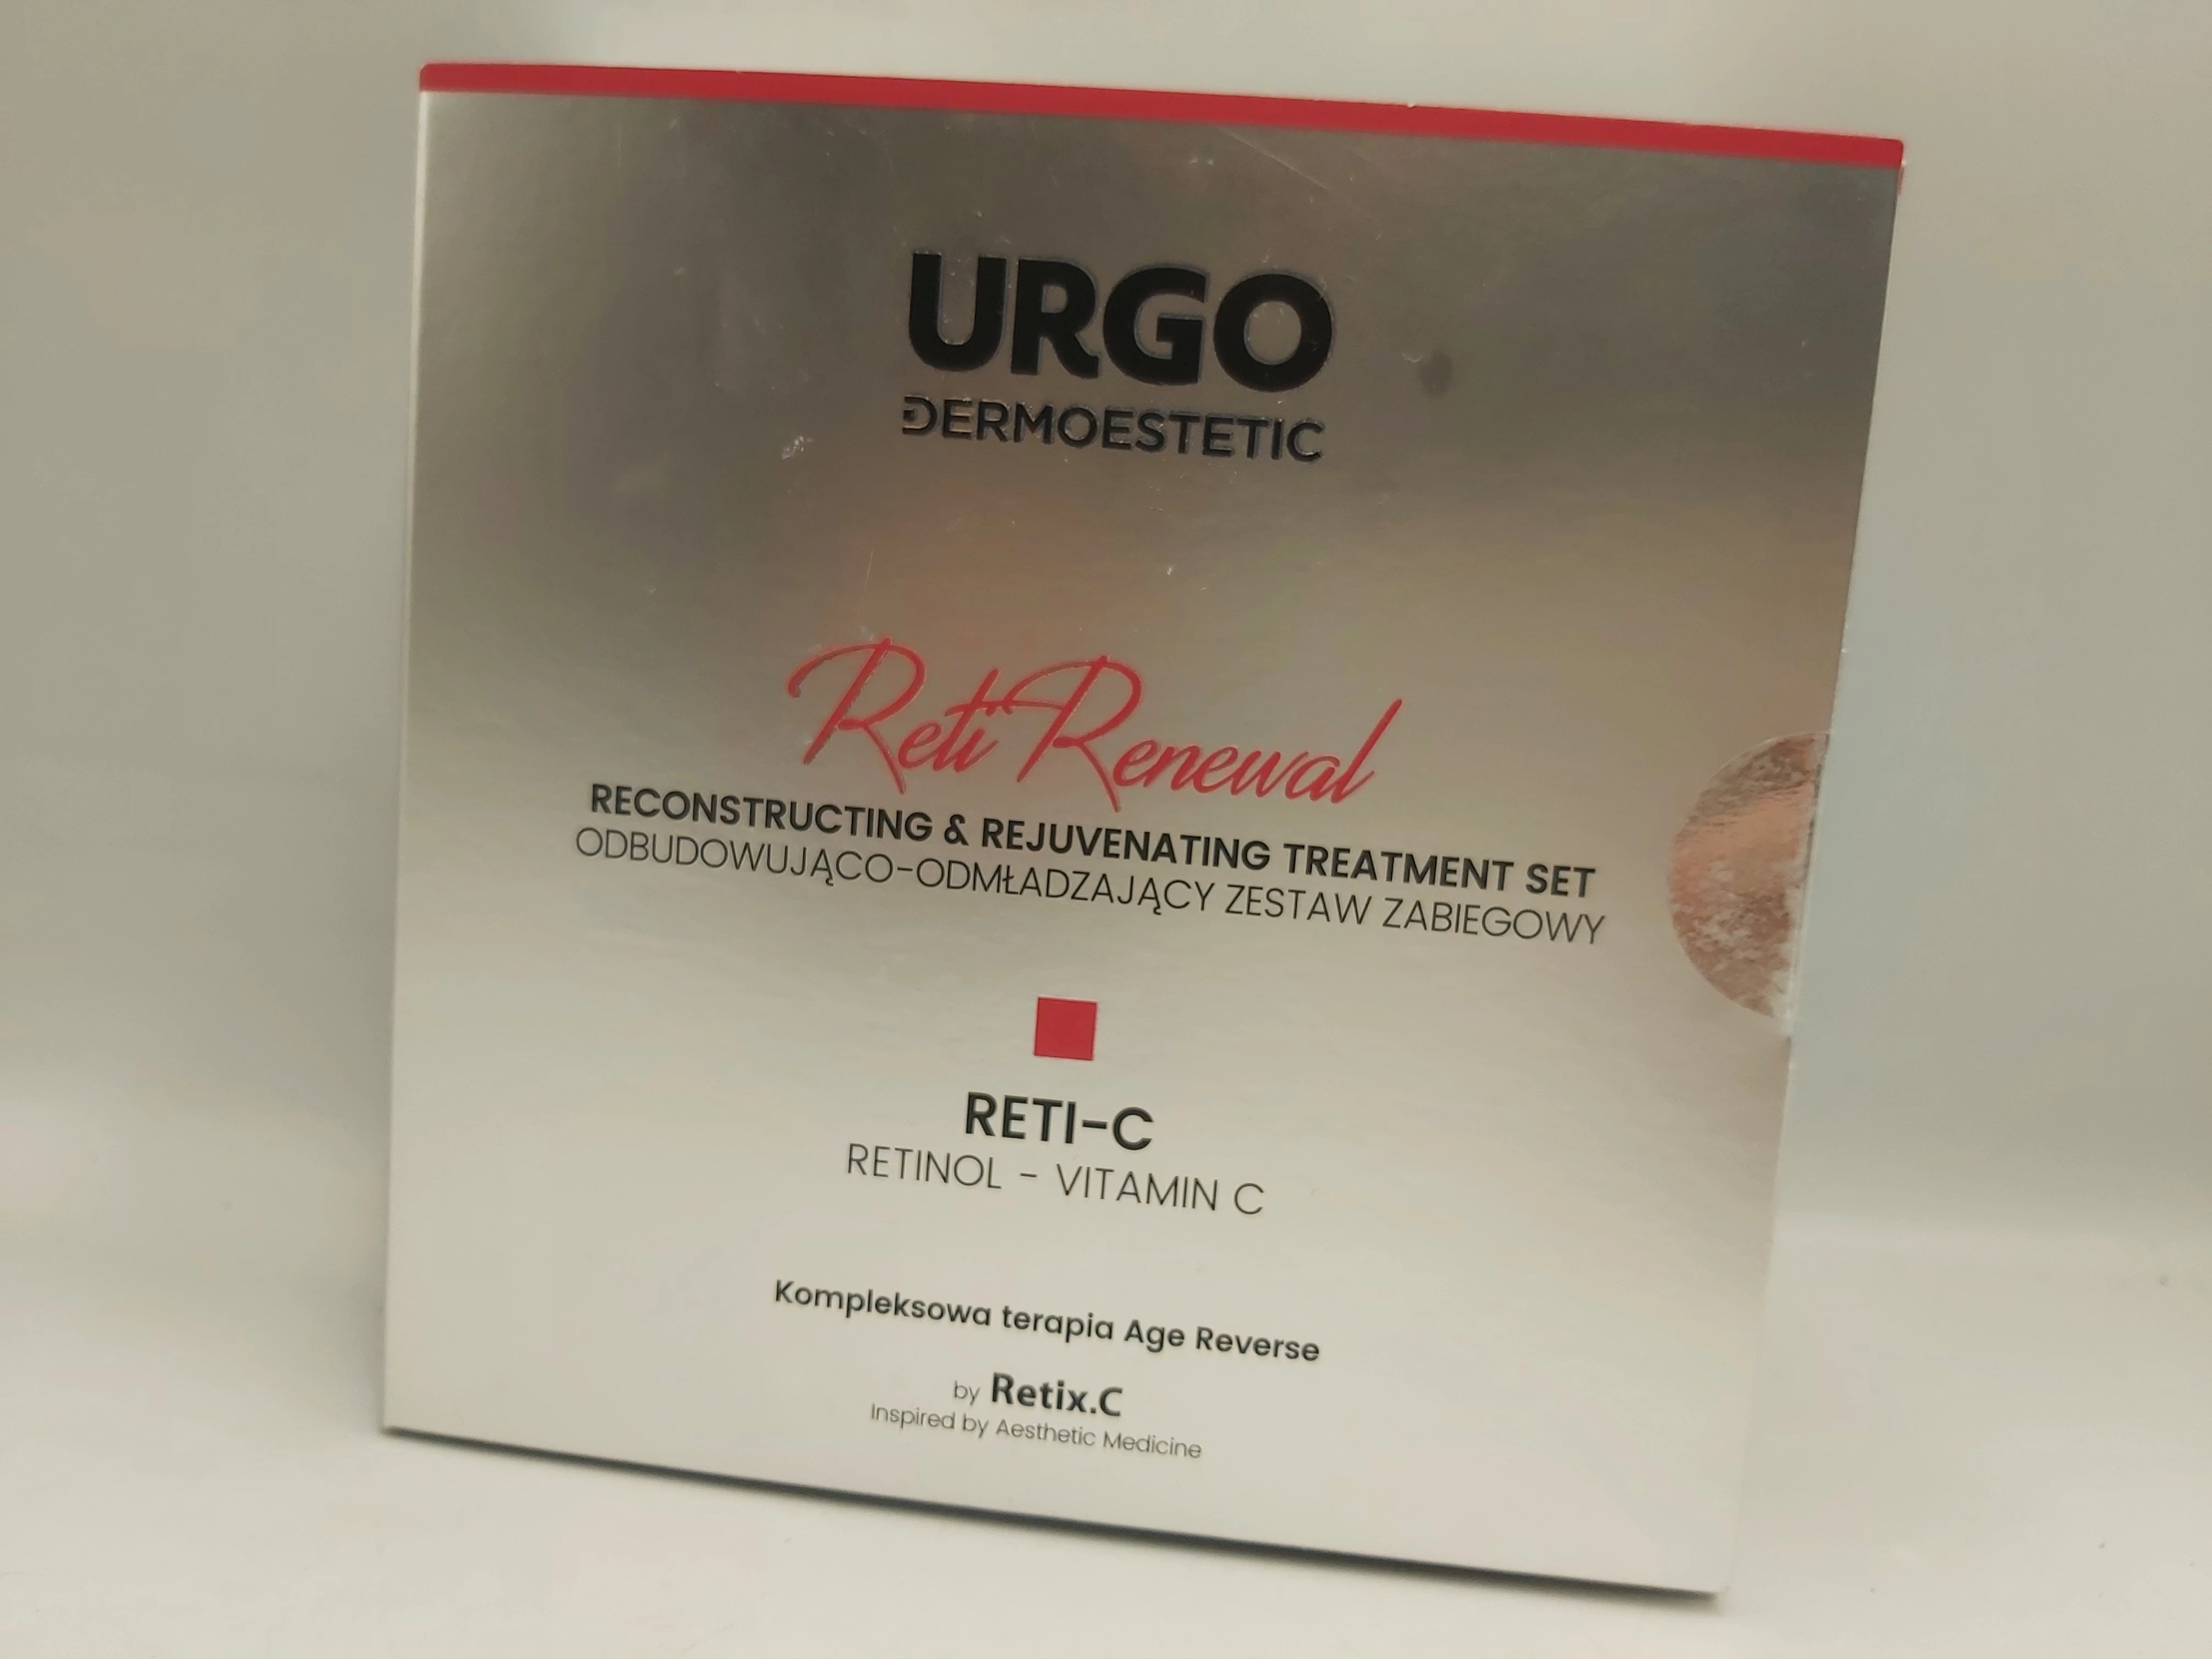 URGO
DERMOESTETIC
Reti Renewal
RECONSTRUCTING & REJUVENATING TREATMENT SET
ODBUDOWUJĄCO-ODMŁADZAJĄCY ZESTAW ZABIEGOWY
RETI-C
RETINOL - VITAMIN C
Kompleksowa terapia Age Reverse
by Retix.C
Inspired by Aesthetic Medicine